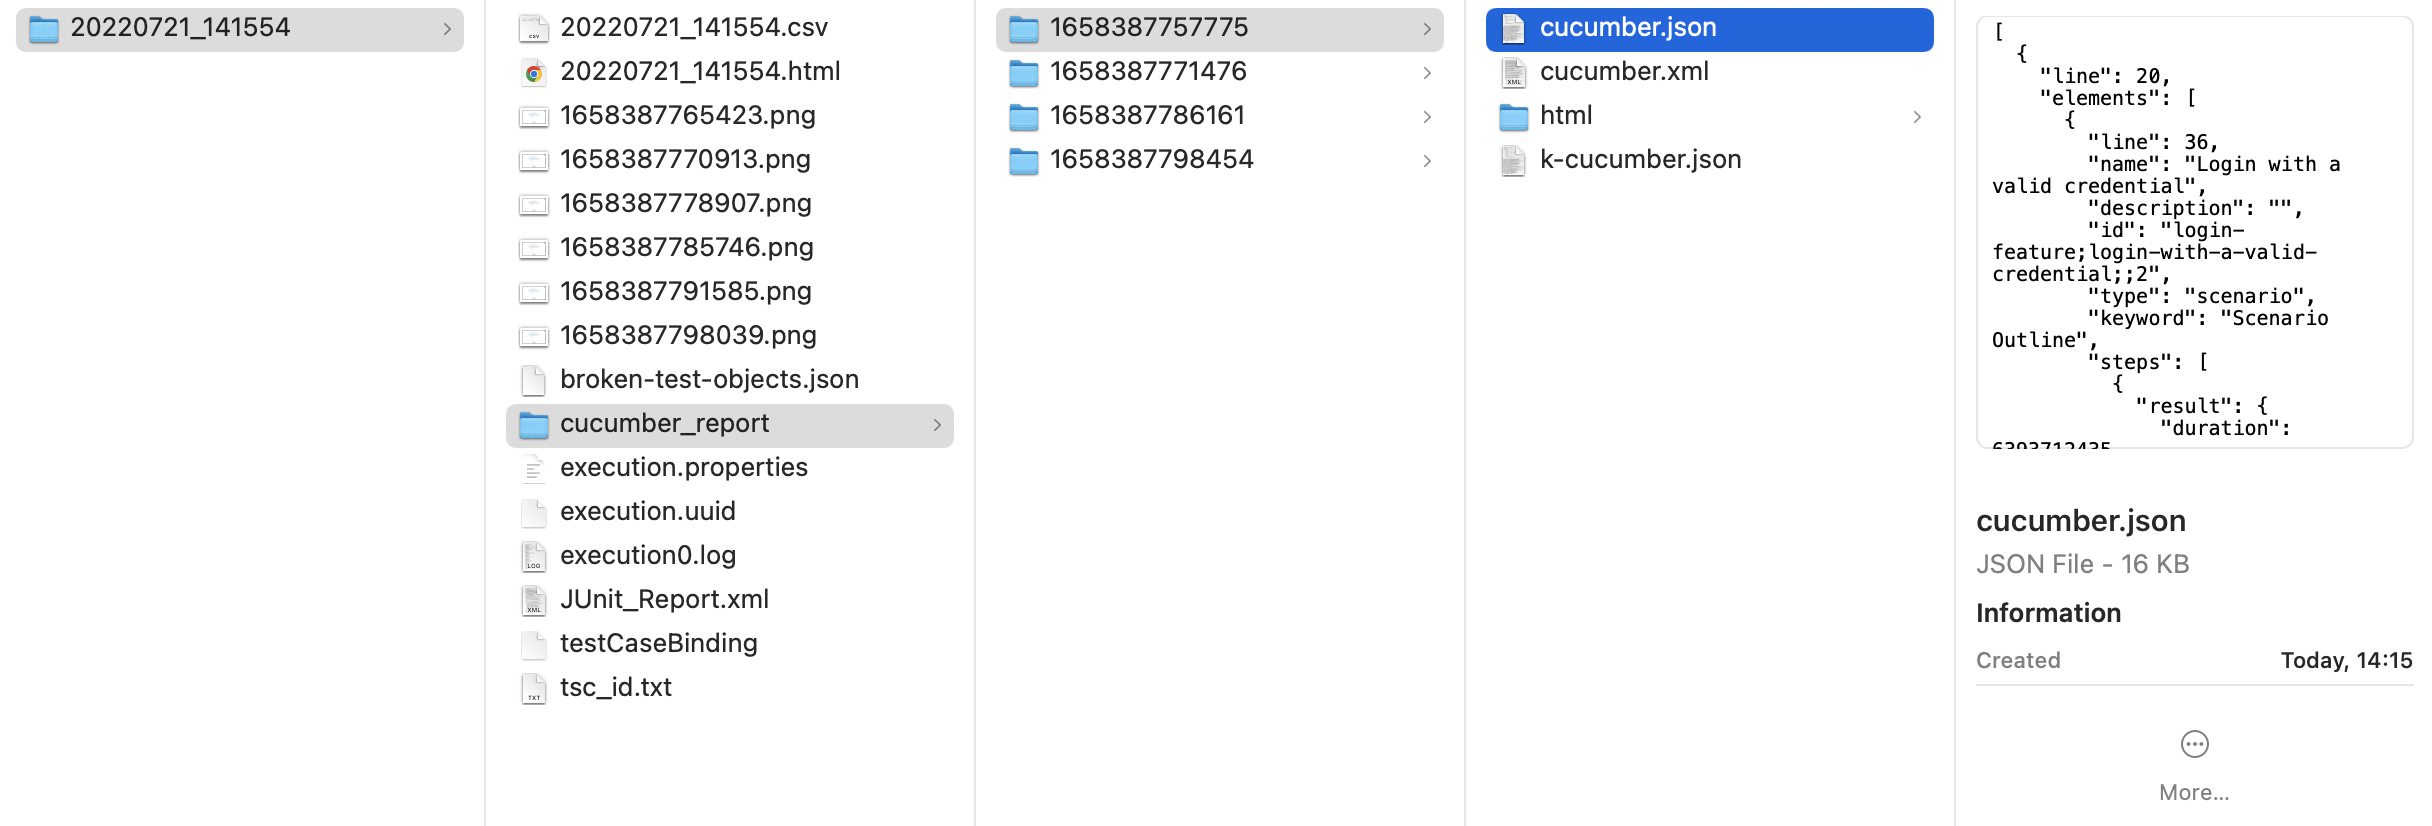 20220721_141554
20220721_141554.csv
20220721_141554.html
1658387765423.png
1658387770913.png
1658387778907.png
1658387785746.png
1658387791585.png
1658387798039.png
broken-test-objects.json
cucumber_report
execution.properties
execution.uuid
execution0.log
JUnit_Report.xml
testCaseBinding
tsc_id.txt
1658387757775
1658387771476
1658387786161
1658387798454
cucumber.json
cucumber.xml
html
k-cucumber.json
[
  {
    "line": 20,
    "elements": [
      {
        "line": 36,
        "name": "Login with a
valid credential",
        "description": "",
        "id": "login-
feature;login-with-a-valid-
credential;;2",
        "type": "scenario",
        "keyword": "Scenario
Outline",
        "steps": [
          {
            "result": {
              "duration":
6393712435
cucumber.json
JSON File - 16 KB
Information
Created Today, 14:15
More...